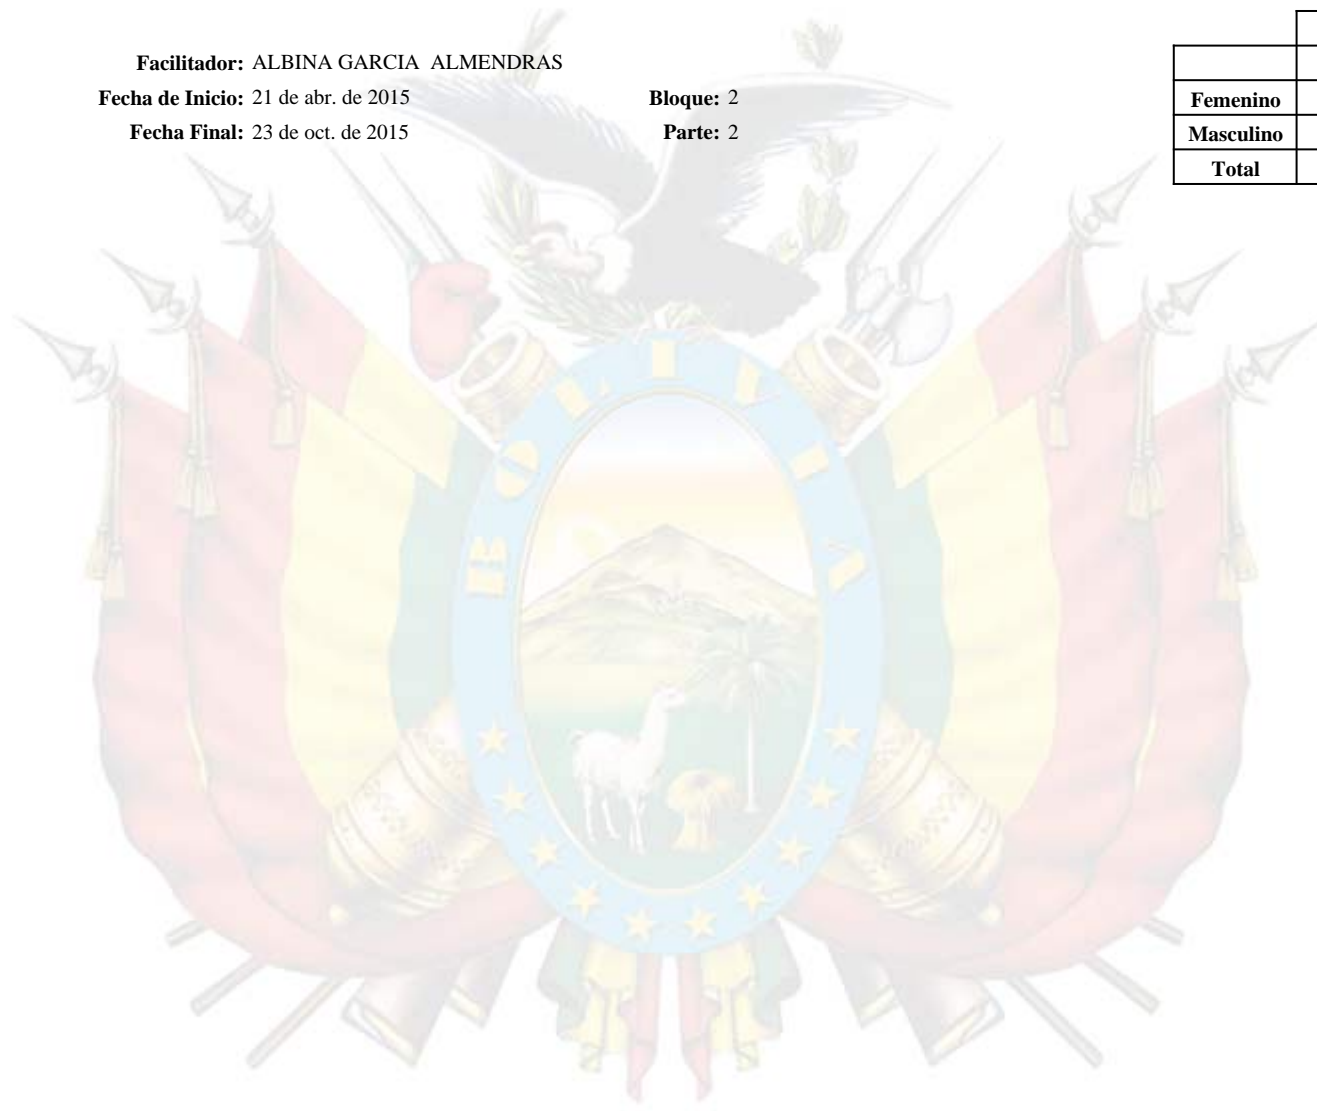 Facilitador: ALBINA GARCIA ALMENDRAS
Fecha de Inicio: 21 de abr. de 2015 Bloque: 2
Fecha Final: 23 de oct. de 2015 Parte: 2
Femenino
Masculino
Total
BOLIVIA